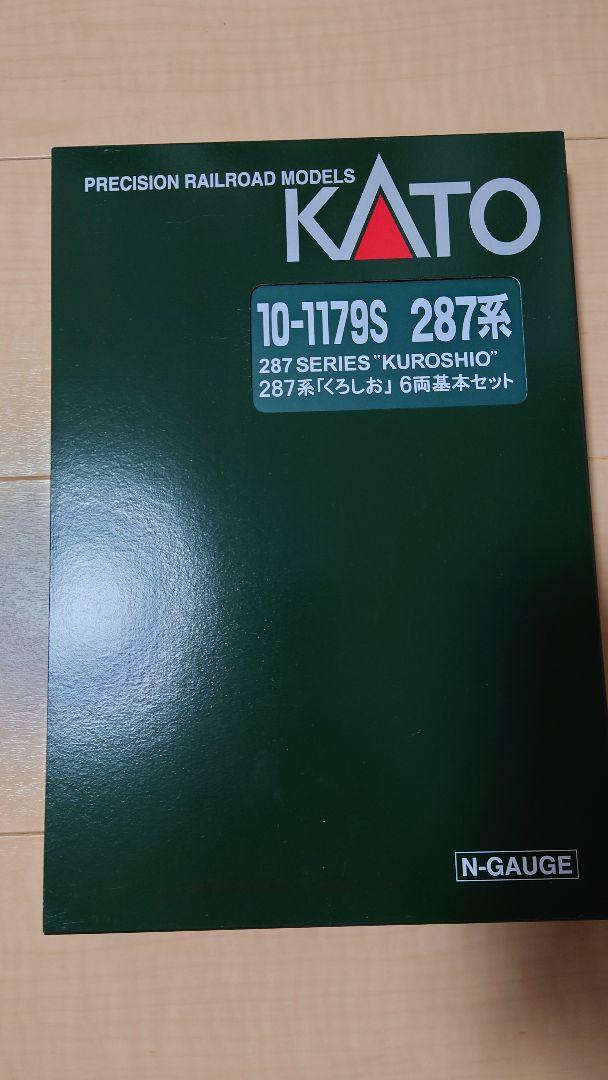 PRECISION RAILROAD MODELS
KATO
10-1179S 287系
287 SERIES "KUROSHIO"
287系「くろしお」 6両基本セット
N-GAUGE